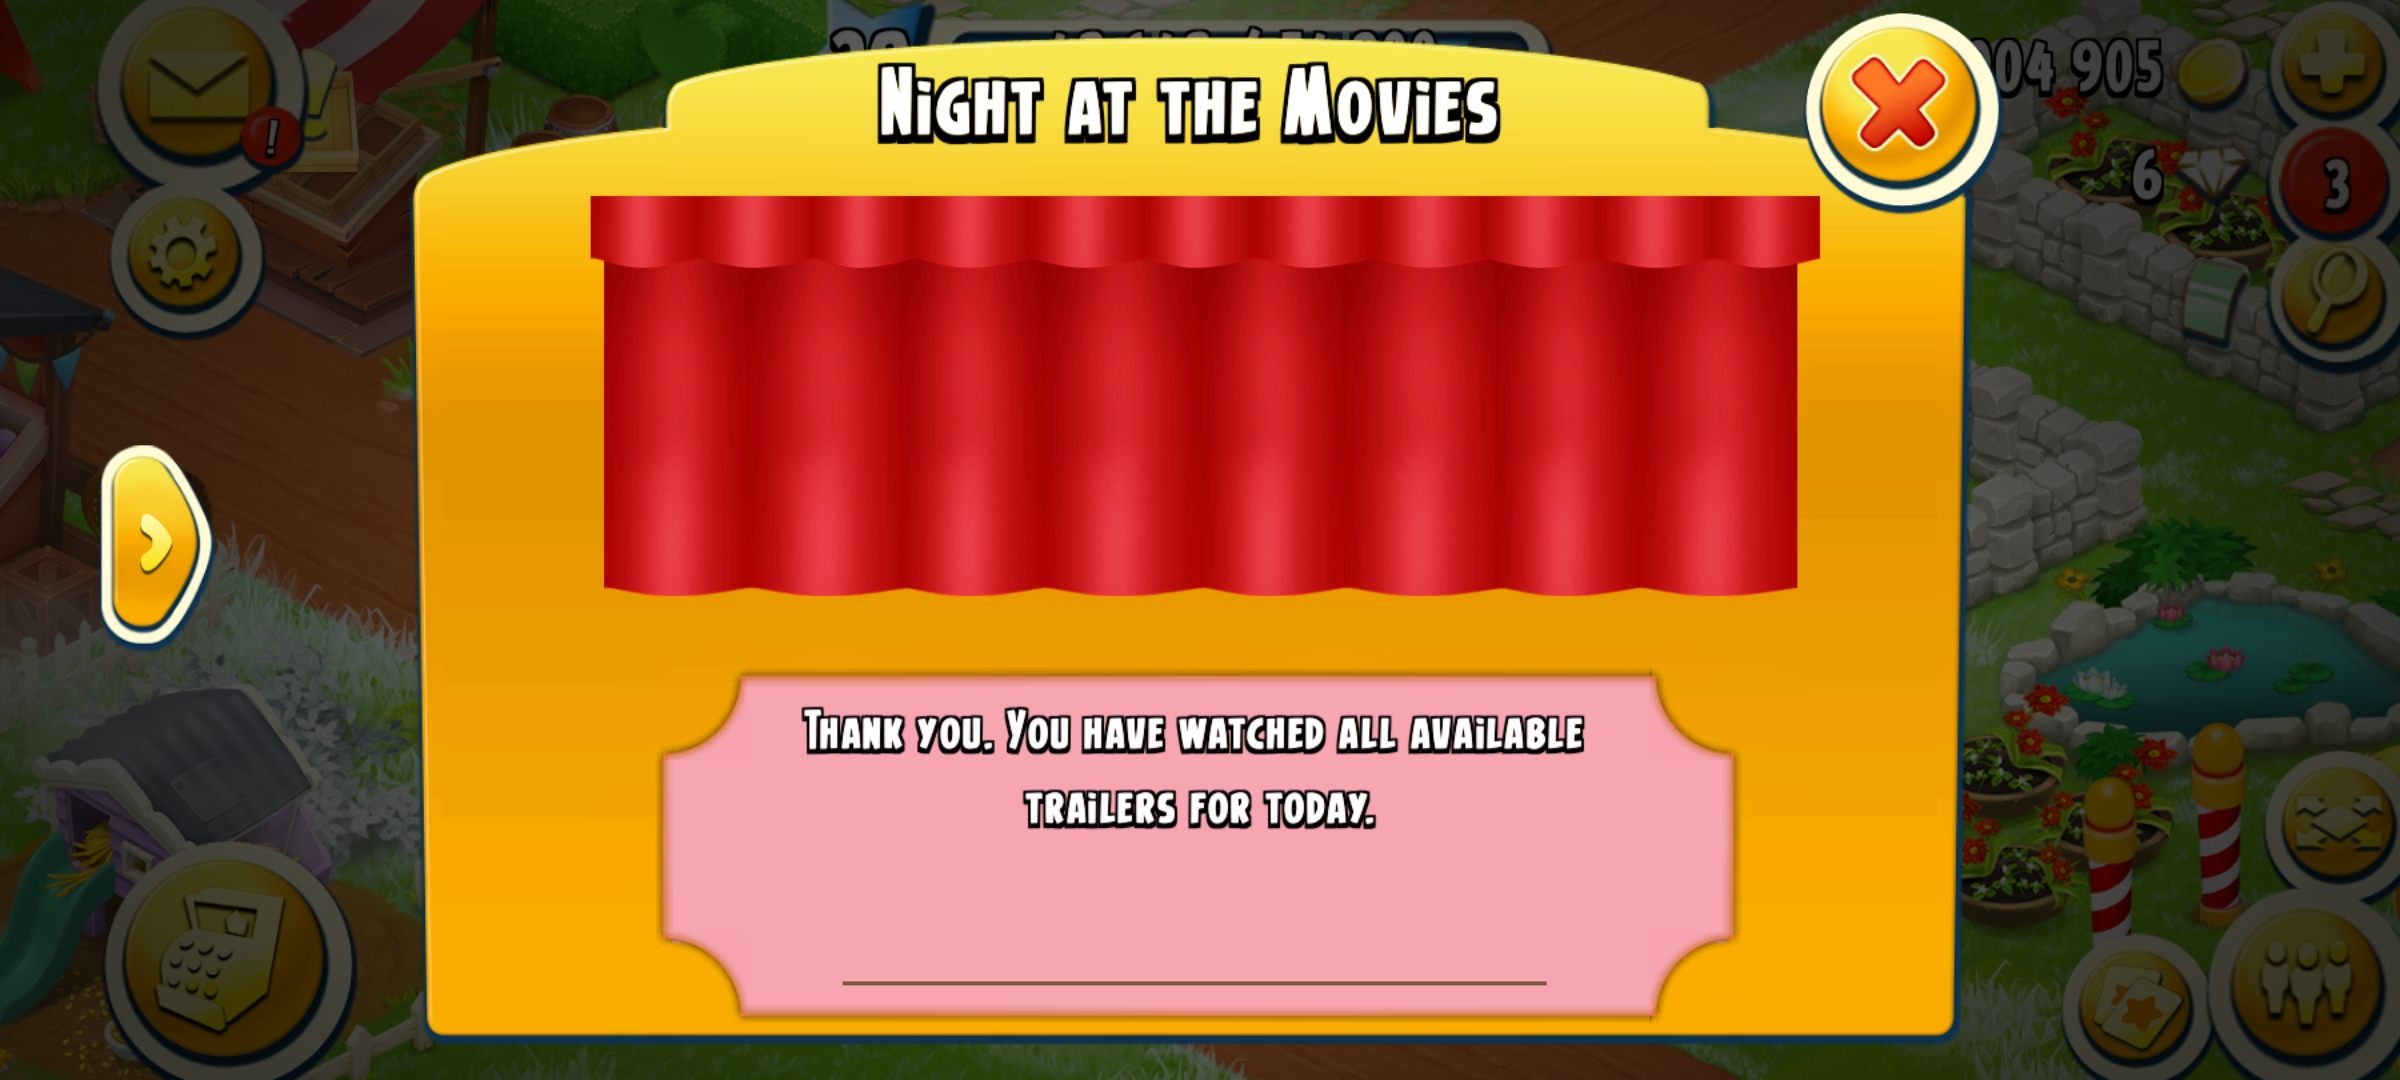 Night at the Movies
!
04 905
6
3
Thank you. You have watched all available
trailers for today.